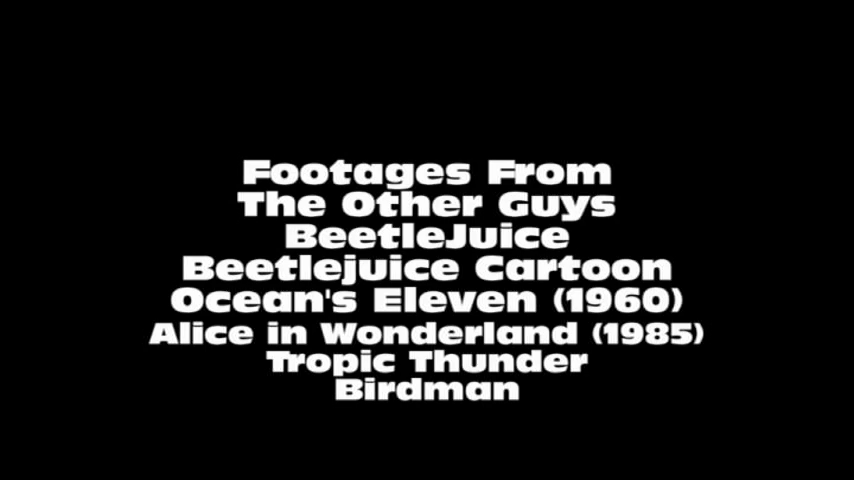 Footages From
The Other Guys
BeetleJuice
Beetlejuice Cartoon
Ocean's Eleven (1960)
Alice in Wonderland (1985)
Tropic Thunder
Birdman